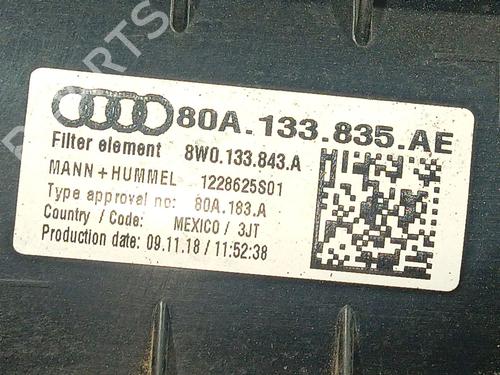 PARTS
80A.133.835.AE
Filter element 8W0.133.843.A
MANN+HUMMEL 1228625S01
Type approval no: 80A.183.A
Country / Code: MEXICO / 3JT
Production date: 09.11.18 / 11:52:38